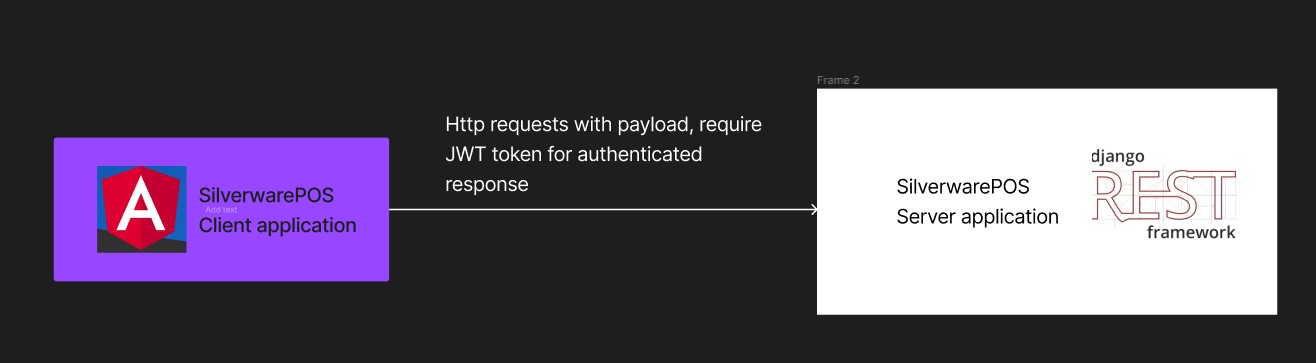 Frame 2
Http requests with payload, require
JWT token for authenticated
response
SilverwarePOS
Add text
Client application
SilverwarePOS
Server application
django
REST
framework